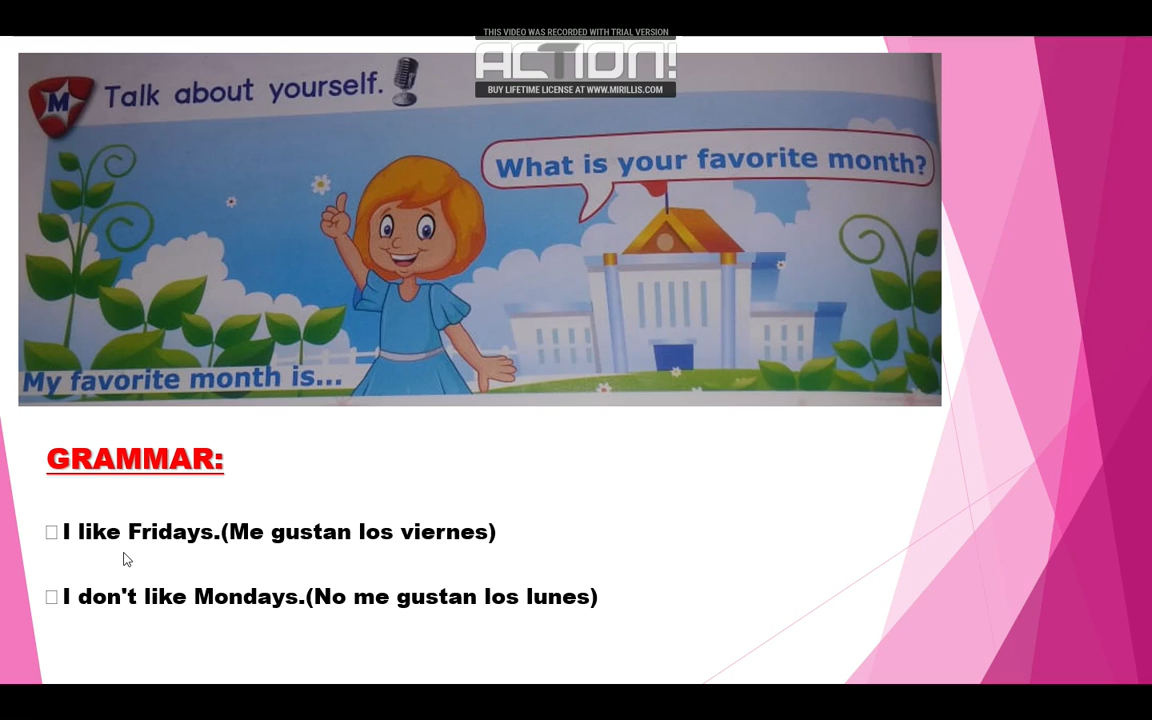 THIS VIDEO WAS RECORDED WITH TRIAL VERSION
ACTION!
BUY LIFETIME LICENSE AT WWW.MIRILLIS.COM
M Talk about yourself.
What is your favorite month?
My favorite month is...
GRAMMAR:
I like Fridays.(Me gustan los viernes)
I don't like Mondays.(No me gustan los lunes)